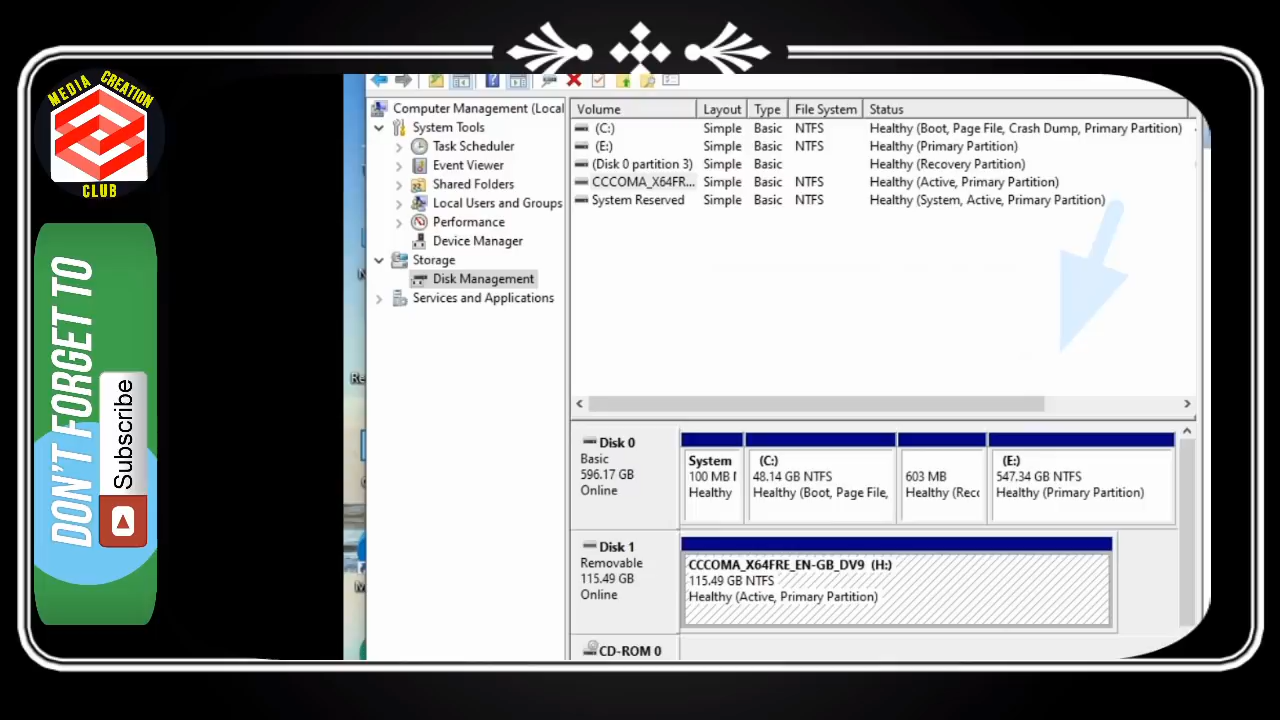 MEDIA CREATION
CLUB
DON'T FORGET TO
Subscribe
Computer Management (Local
System Tools
Task Scheduler
Event Viewer
Shared Folders
Local Users and Groups
Performance
Device Manager
Storage
Disk Management
Services and Applications
Volume Layout Type File System Status
(C:) Simple Basic NTFS Healthy (Boot, Page File, Crash Dump, Primary Partition)
(E:) Simple Basic NTFS Healthy (Primary Partition)
(Disk 0 partition 3) Simple Basic Healthy (Recovery Partition)
CCCOMA_X64FR... Simple Basic NTFS Healthy (Active, Primary Partition)
System Reserved Simple Basic NTFS Healthy (System, Active, Primary Partition)
Disk 0
Basic
596.17 GB
Online
System
100 MB
Healthy
(C:)
48.14 GB NTFS
Healthy (Boot, Page File,
603 MB
Healthy (Reco
(E:)
547.34 GB NTFS
Healthy (Primary Partition)
Disk 1
Removable
115.49 GB
Online
CCCOMA_X64FRE_EN-GB_DV9 (H:)
115.49 GB NTFS
Healthy (Active, Primary Partition)
CD-ROM 0